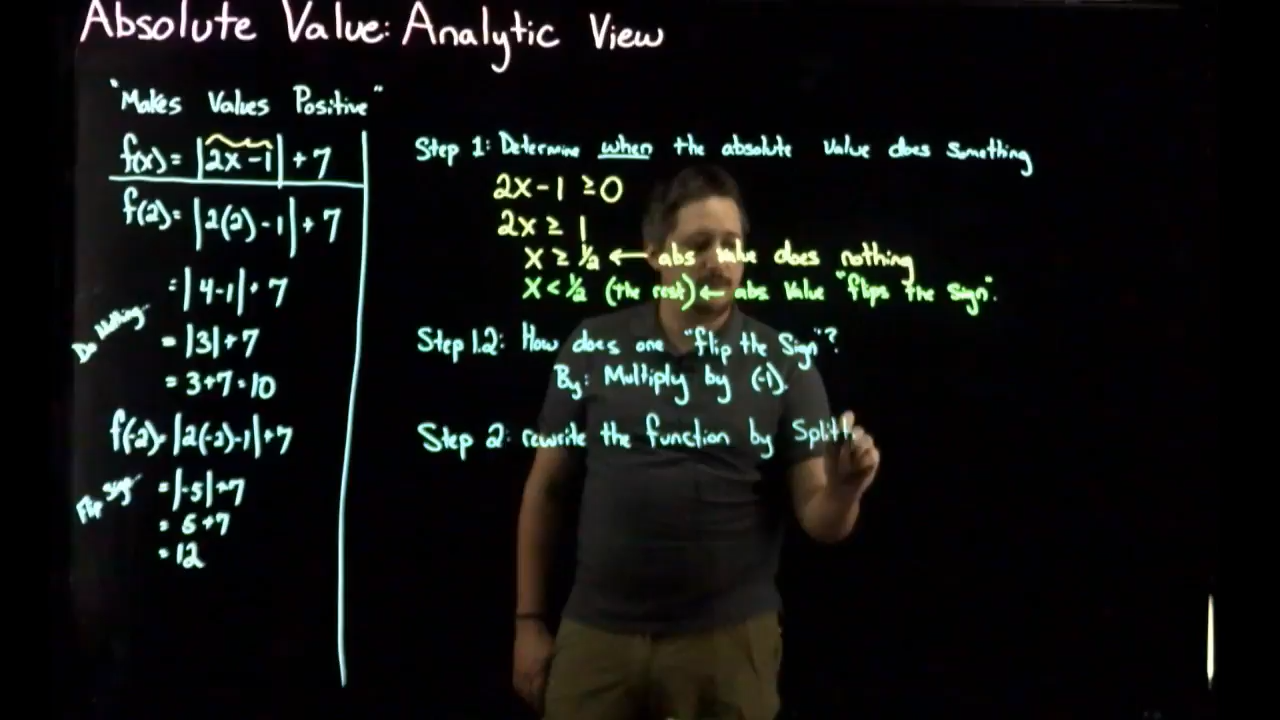 Absolute Value: Analytic View
"Makes Values Positive"
f(x) = |2x-1| + 7
f(2) = |2(2)-1| + 7
= |4-1| + 7
Do Nothing
= |3| + 7
= 3+7 = 10
f(-2) = |2(-2)-1| + 7
Flip Sign
= |-5| + 7
= 5+7
= 12
Step 1: Determine when the absolute value does something
2x-1 ≥ 0
2x ≥ 1
x ≥ 1/2 ← abs value does nothing
x < 1/2 (the rest) ← abs value "flips the sign".
Step 1.2: How does one "flip the sign"?
By: Multiply by (-1).
Step 2: rewrite the function by Splitt